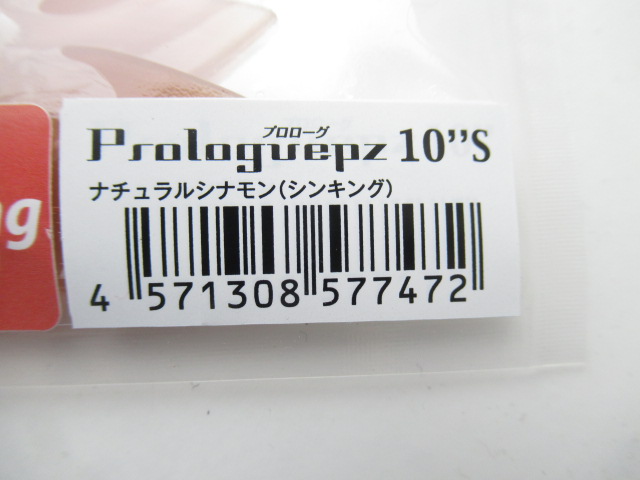 プロローグ
Prologuepz 10”S
ナチュラルシナモン(シンキング)
4 571308 577472
ng